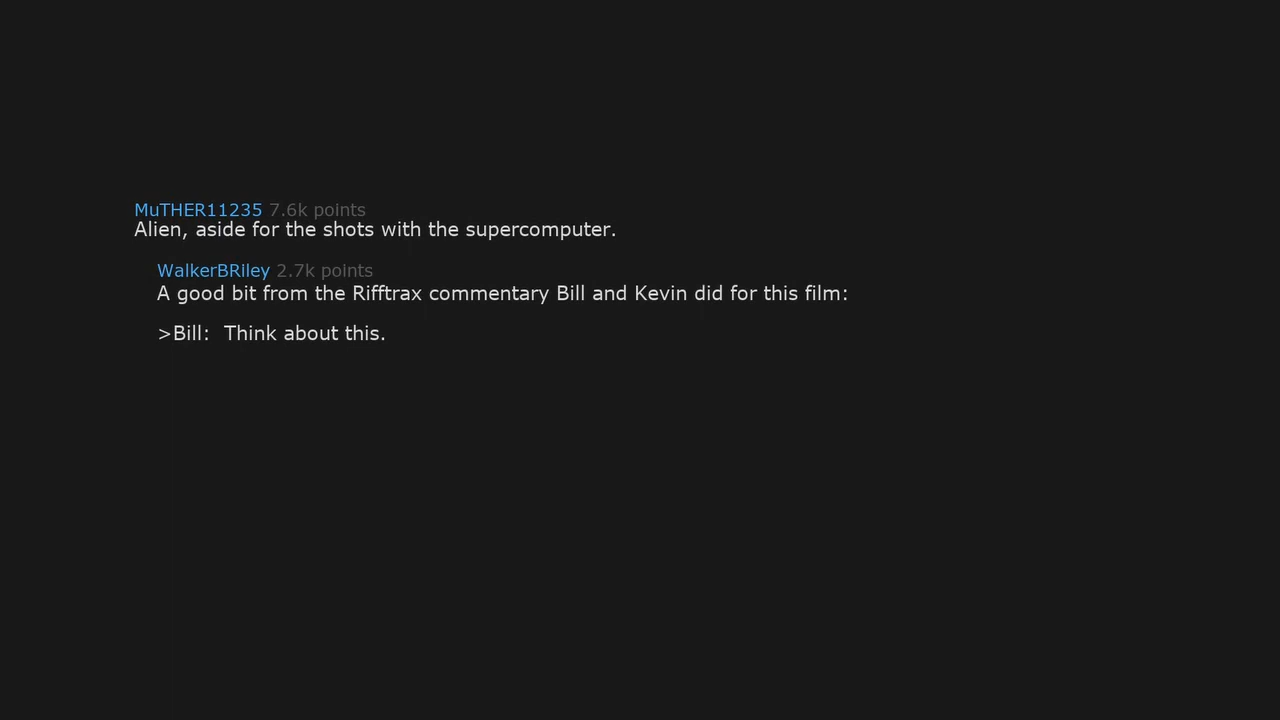 MuTHER11235 7.6k points
Alien, aside for the shots with the supercomputer.
WalkerBRiley 2.7k points
A good bit from the Rifftrax commentary Bill and Kevin did for this film:
>Bill:  Think about this.